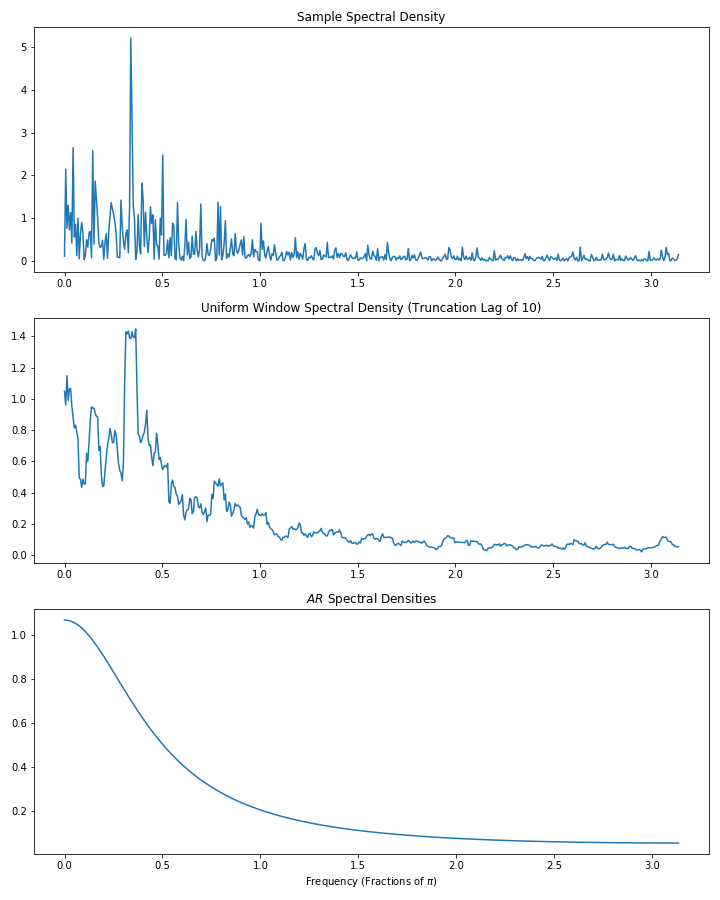 Sample Spectral Density
5
4
3
2
1
0
0.0 0.5 1.0 1.5 2.0 2.5 3.0
Uniform Window Spectral Density (Truncation Lag of 10)
1.4
1.2
1.0
0.8
0.6
0.4
0.2
0.0
0.0 0.5 1.0 1.5 2.0 2.5 3.0
AR Spectral Densities
1.0
0.8
0.6
0.4
0.2
0.0 0.5 1.0 1.5 2.0 2.5 3.0
Frequency (Fractions of π)